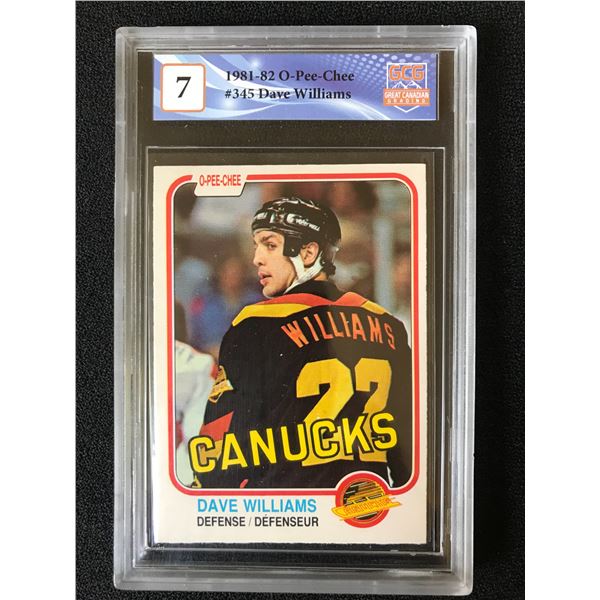 7
1981-82 O-Pee-Chee
#345 Dave Williams
GCG
GREAT CANADIAN
GRADING
O-PEE-CHEE
WILLIAMS
22
CANUCKS
DAVE WILLIAMS
DEFENSE/DÉFENSEUR